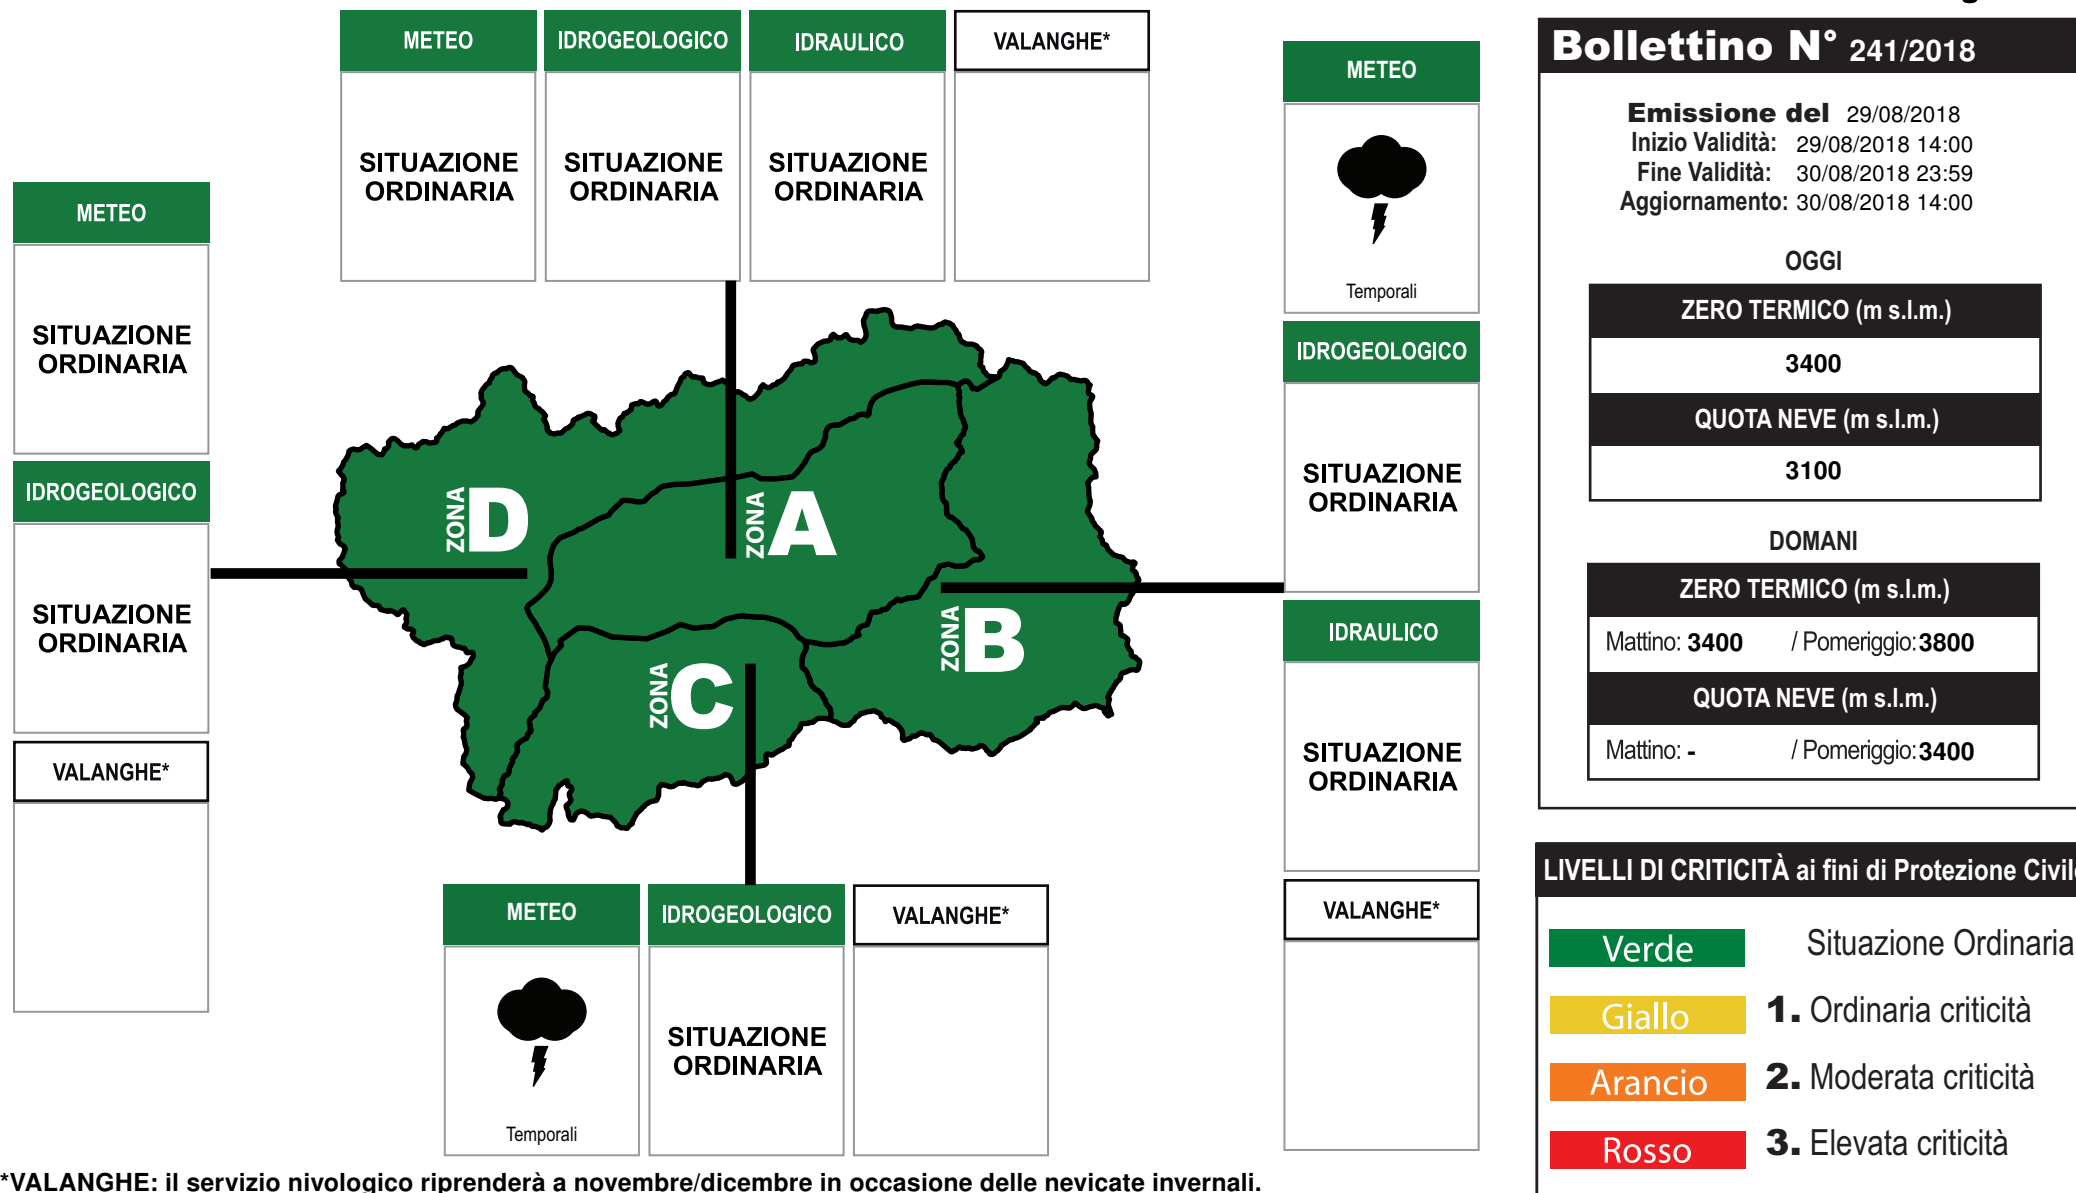 METEO
IDROGEOLOGICO
IDRAULICO
VALANGHE*
SITUAZIONE
ORDINARIA
SITUAZIONE
ORDINARIA
SITUAZIONE
ORDINARIA
METEO
SITUAZIONE
ORDINARIA
IDROGEOLOGICO
SITUAZIONE
ORDINARIA
VALANGHE*
ZONA D
ZONA A
ZONA B
ZONA C
METEO
Temporali
IDROGEOLOGICO
SITUAZIONE
ORDINARIA
IDRAULICO
SITUAZIONE
ORDINARIA
VALANGHE*
METEO
IDROGEOLOGICO
VALANGHE*
Temporali
SITUAZIONE
ORDINARIA
*VALANGHE: il servizio nivologico riprenderà a novembre/dicembre in occasione delle nevicate invernali.
Bollettino N° 241/2018
Emissione del 29/08/2018
Inizio Validità: 29/08/2018 14:00
Fine Validità: 30/08/2018 23:59
Aggiornamento: 30/08/2018 14:00
OGGI
ZERO TERMICO (m s.l.m.)
3400
QUOTA NEVE (m s.l.m.)
3100
DOMANI
ZERO TERMICO (m s.l.m.)
Mattino: 3400 / Pomeriggio: 3800
QUOTA NEVE (m s.l.m.)
Mattino: - / Pomeriggio: 3400
LIVELLI DI CRITICITÀ ai fini di Protezione Civile
Verde Situazione Ordinaria
Giallo 1. Ordinaria criticità
Arancio 2. Moderata criticità
Rosso 3. Elevata criticità